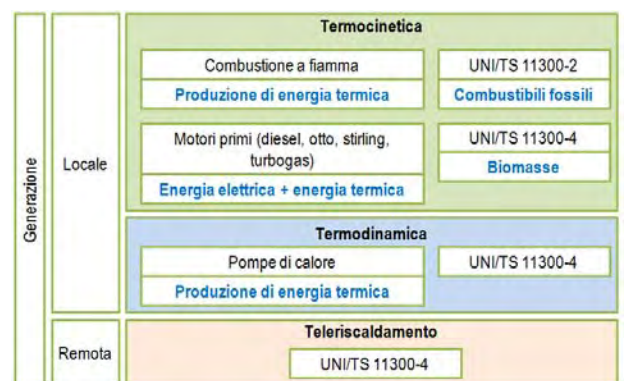 Generazione
Locale
Termocinetica
Combustione a fiamma
Produzione di energia termica
UNI/TS 11300-2
Combustibili fossili
Motori primi (diesel, otto, stirling,
turbogas)
Energia elettrica + energia termica
UNI/TS 11300-4
Biomasse
Termodinamica
Pompe di calore
Produzione di energia termica
UNI/TS 11300-4
Remota
Teleriscaldamento
UNI/TS 11300-4